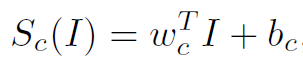 S_c(I) = w_c^T I + b_c.